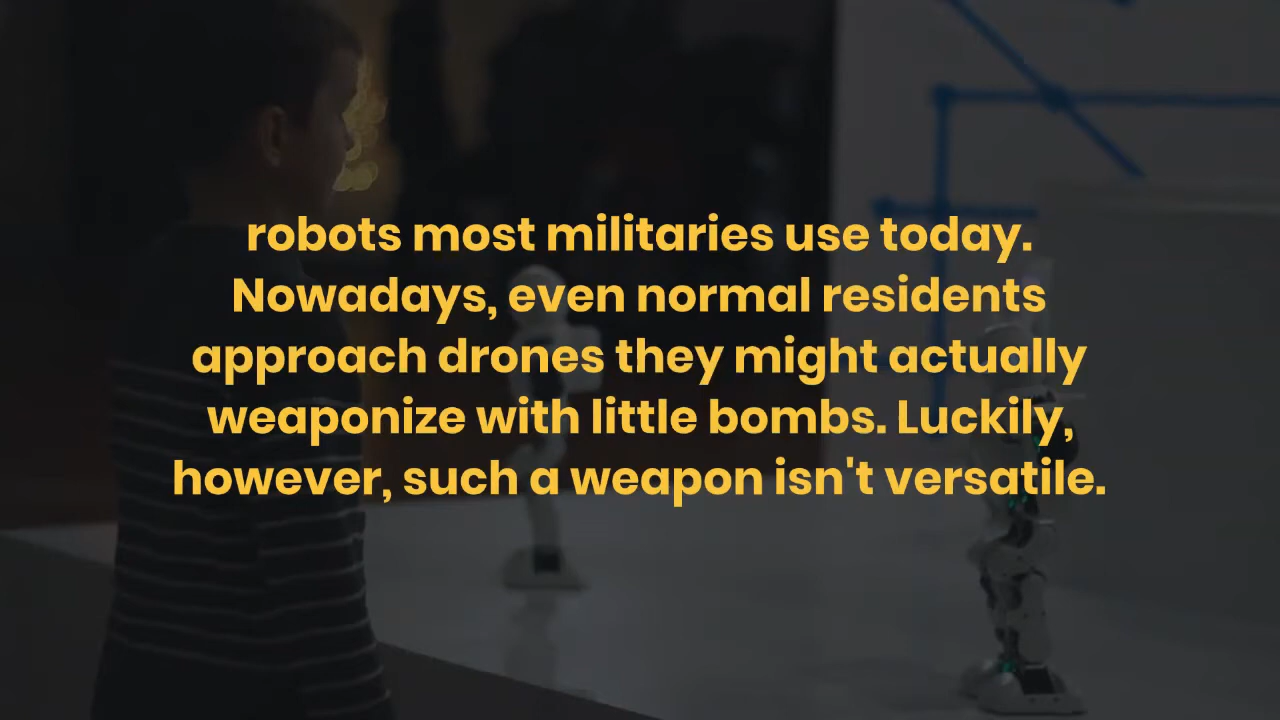 robots most militaries use today.
Nowadays, even normal residents
approach drones they might actually
weaponize with little bombs. Luckily,
however, such a weapon isn't versatile.